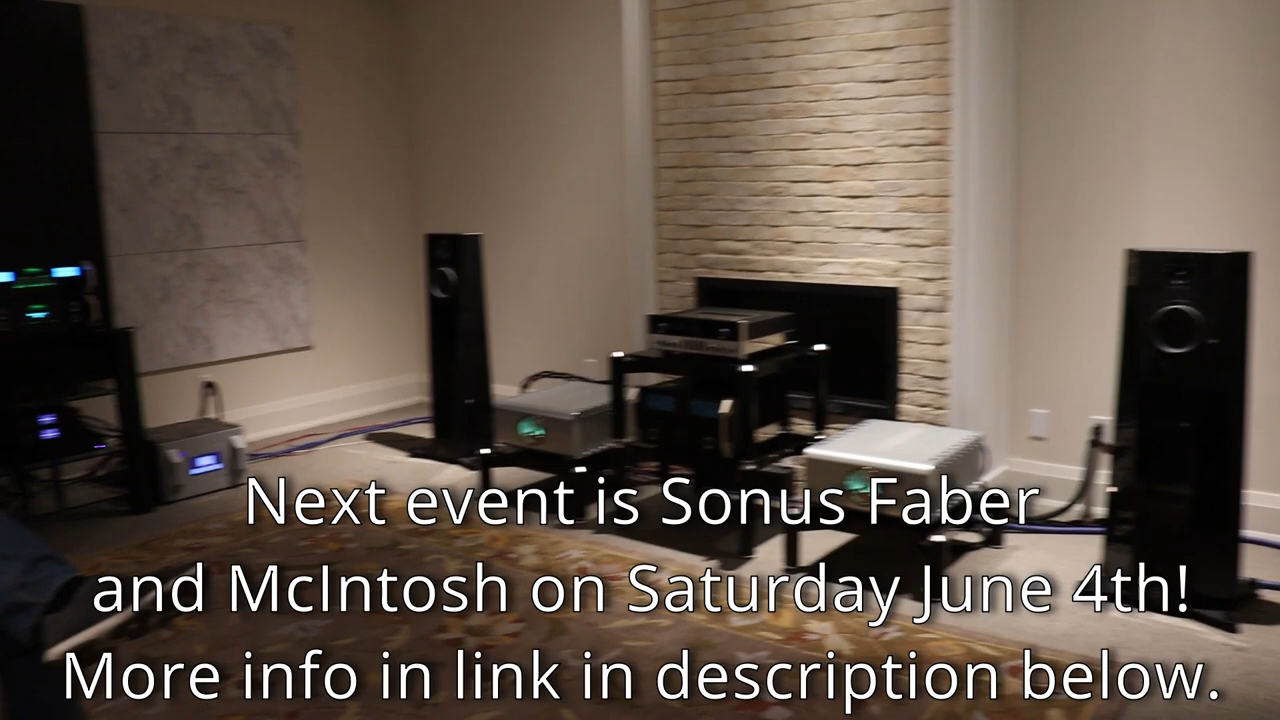 Next event is Sonus Faber
and McIntosh on Saturday June 4th!
More info in link in description below.